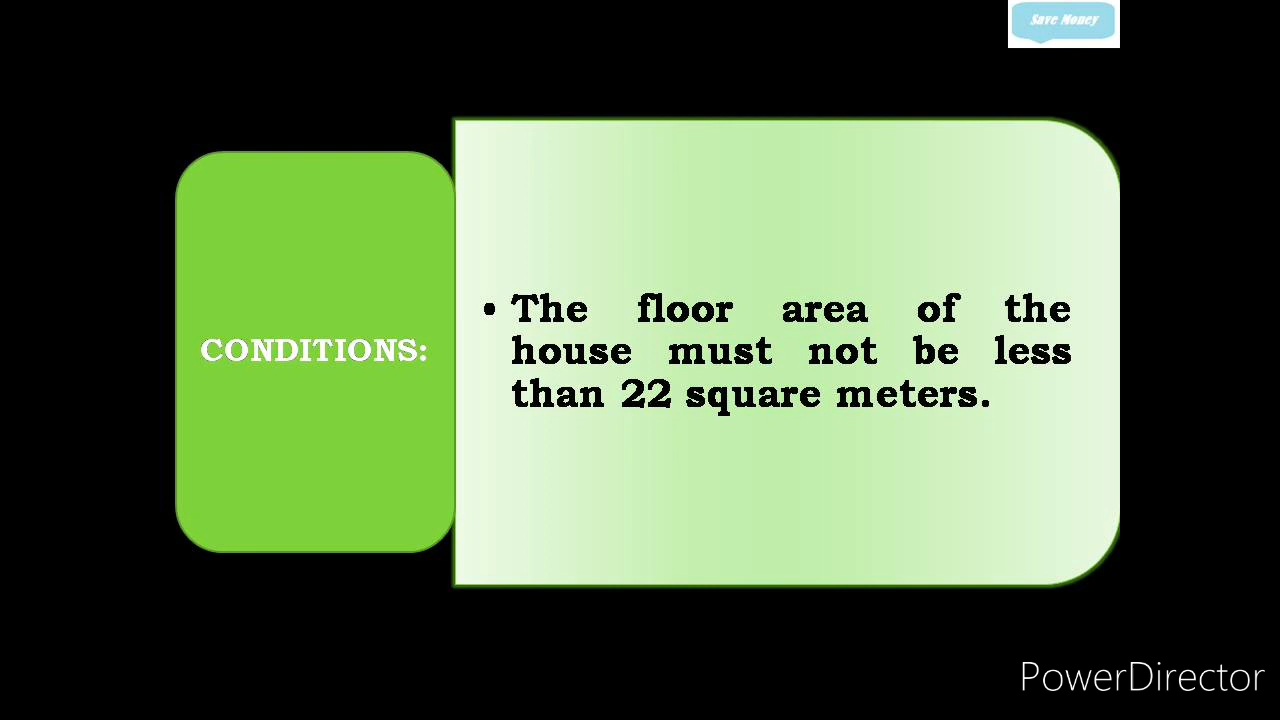 Save Money
CONDITIONS:
• The floor area of the
house must not be less
than 22 square meters.
PowerDirector